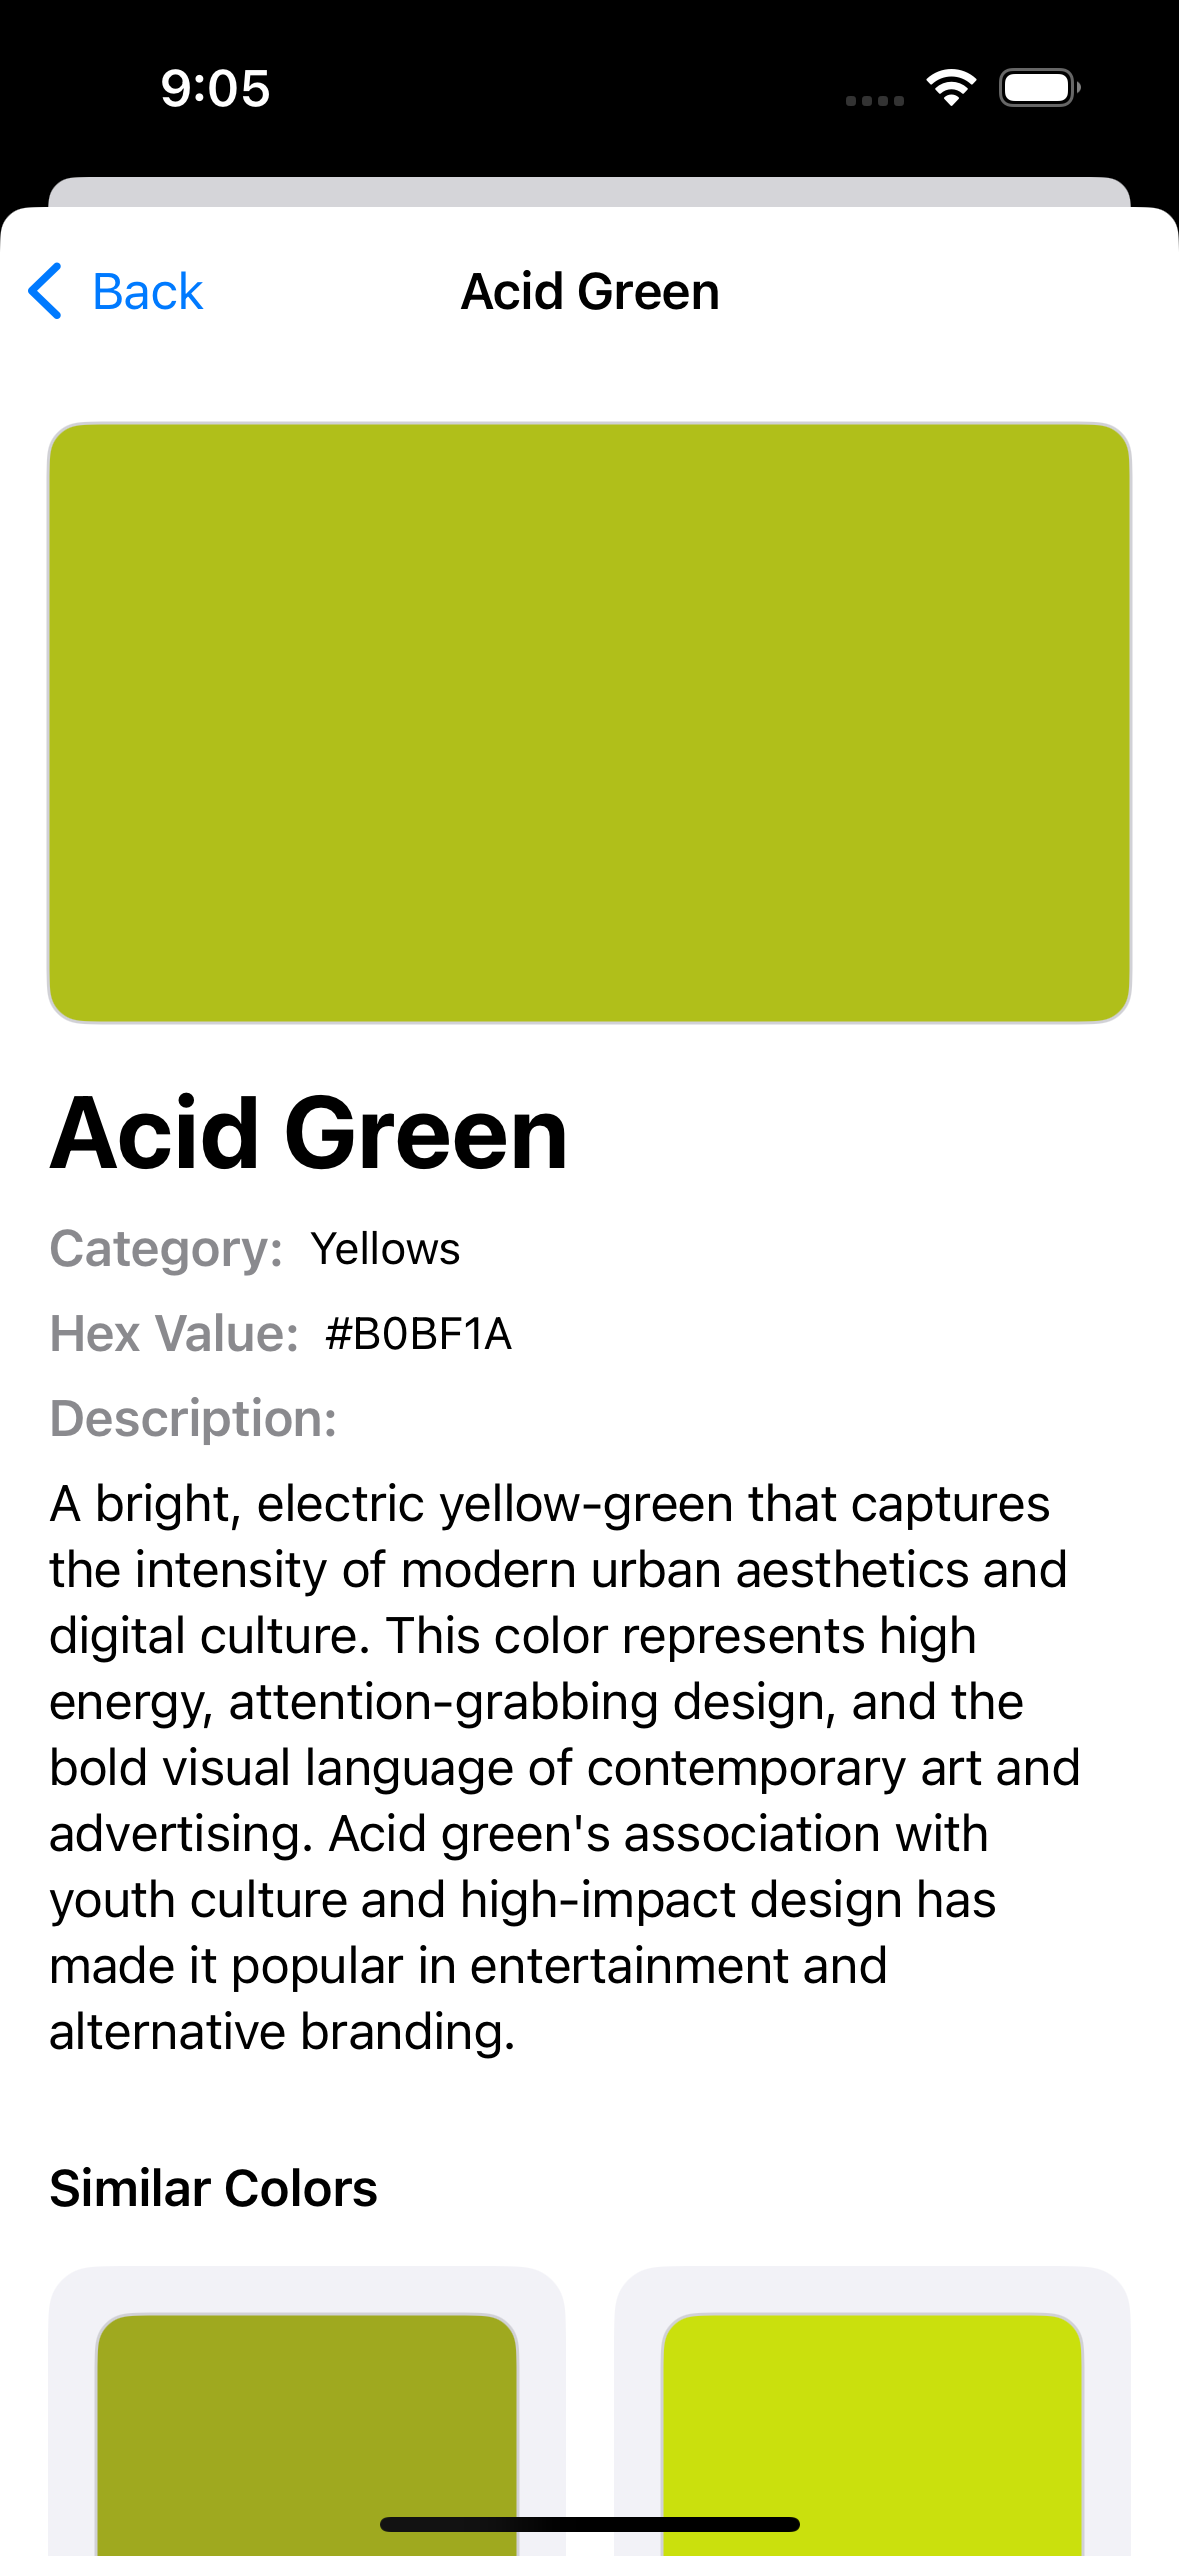 9:05
Back
Acid Green
Acid Green
Category: Yellows
Hex Value: #B0BF1A
Description:
A bright, electric yellow-green that captures
the intensity of modern urban aesthetics and
digital culture. This color represents high
energy, attention-grabbing design, and the
bold visual language of contemporary art and
advertising. Acid green's association with
youth culture and high-impact design has
made it popular in entertainment and
alternative branding.
Similar Colors